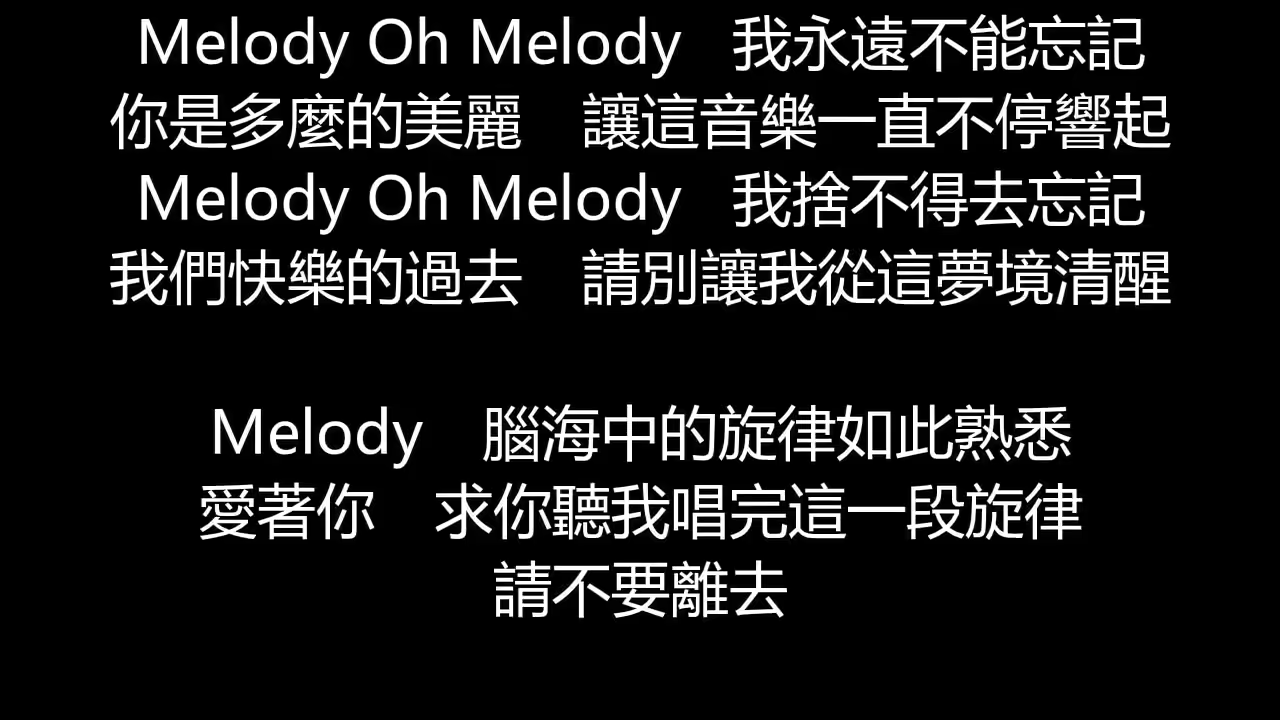 Melody Oh Melody 我永遠不能忘記
你是多麼的美麗 讓這音樂一直不停響起
Melody Oh Melody 我捨不得去忘記
我們快樂的過去 請別讓我從這夢境清醒
Melody 腦海中的旋律如此熟悉
愛著你 求你聽我唱完這一段旋律
請不要離去